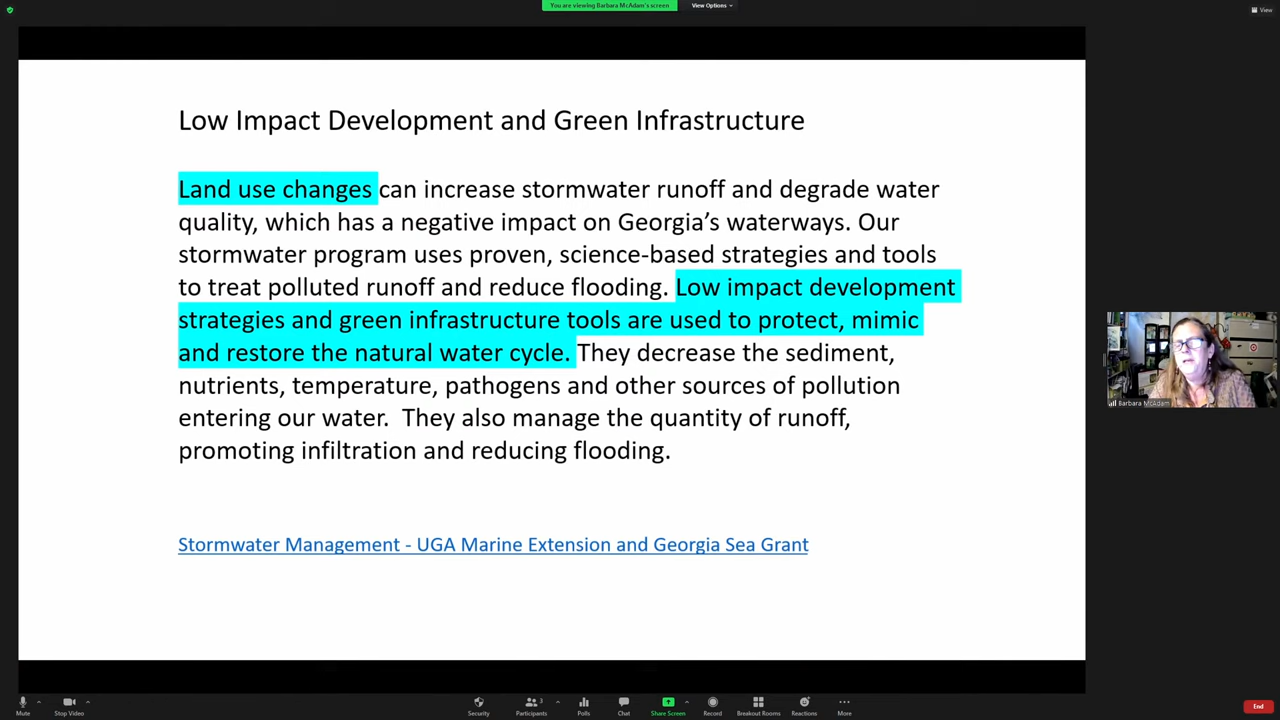 You are viewing Barbara McAdam's screen
View Options
View
Low Impact Development and Green Infrastructure
Land use changes can increase stormwater runoff and degrade water
quality, which has a negative impact on Georgia’s waterways. Our
stormwater program uses proven, science-based strategies and tools
to treat polluted runoff and reduce flooding. Low impact development
strategies and green infrastructure tools are used to protect, mimic
and restore the natural water cycle. They decrease the sediment,
nutrients, temperature, pathogens and other sources of pollution
entering our water.  They also manage the quantity of runoff,
promoting infiltration and reducing flooding.
Stormwater Management - UGA Marine Extension and Georgia Sea Grant
Barbara McAdam
Mute
Stop Video
Security
Participants
3
Polls
Chat
Share Screen
Record
Breakout Rooms
Reactions
More
End